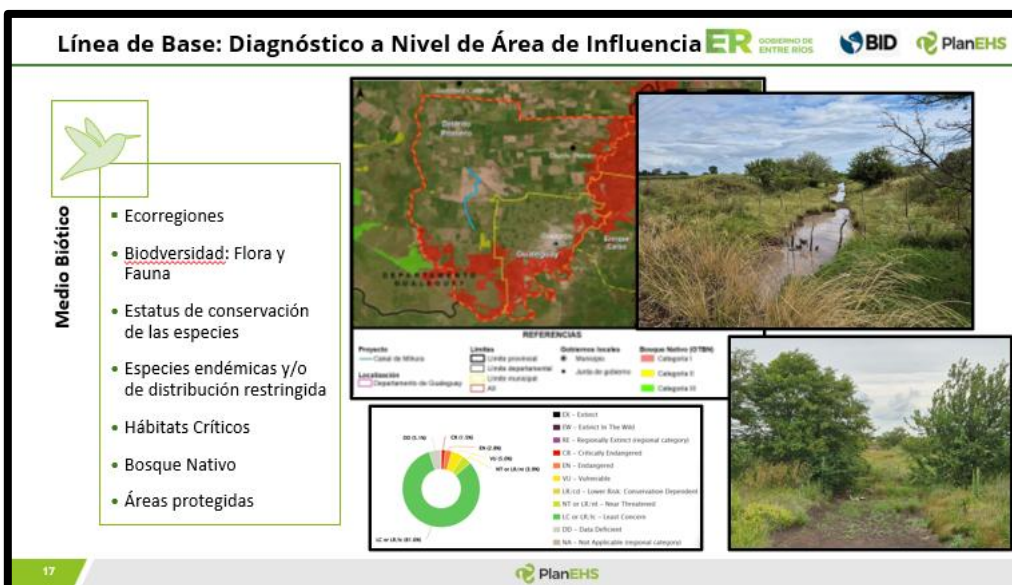 Línea de Base: Diagnóstico a Nivel de Área de Influencia
ER GOBIERNO DE
ENTRE RÍOS
BID
PlanEHS
Medio Biótico
Ecorregiones
Biodversidad: Flora y
Fauna
Estatus de conservación
de las especies
Especies endémicas y/o
de distribución restringida
Hábitats Críticos
Bosque Nativo
Áreas protegidas
DEPARTAMENTO
GUALEGUAY
REFERENCIAS
Proyecto
Localización
Departamento de Gualeguay
Límites
Límite provincial
Límite departamental
Límite municipal
AII
Gobiernos locales
Municipio
Junta de gobierno
Bosque Nativo (OTBN)
Categoría I
Categoría II
Categoría III
EX - Extinct
EW - Extinct In The Wild
RE - Regionally Extinct (regional category)
CR - Critically Endangered
EN - Endangered
VU - Vulnerable
LR/cd - Lower Risk: Conservation Dependent
NT or LR/nt - Near Threatened
LC or LR/lc - Least Concern
DD - Data Deficient
NA - Not Applicable (regional category)
17
PlanEHS